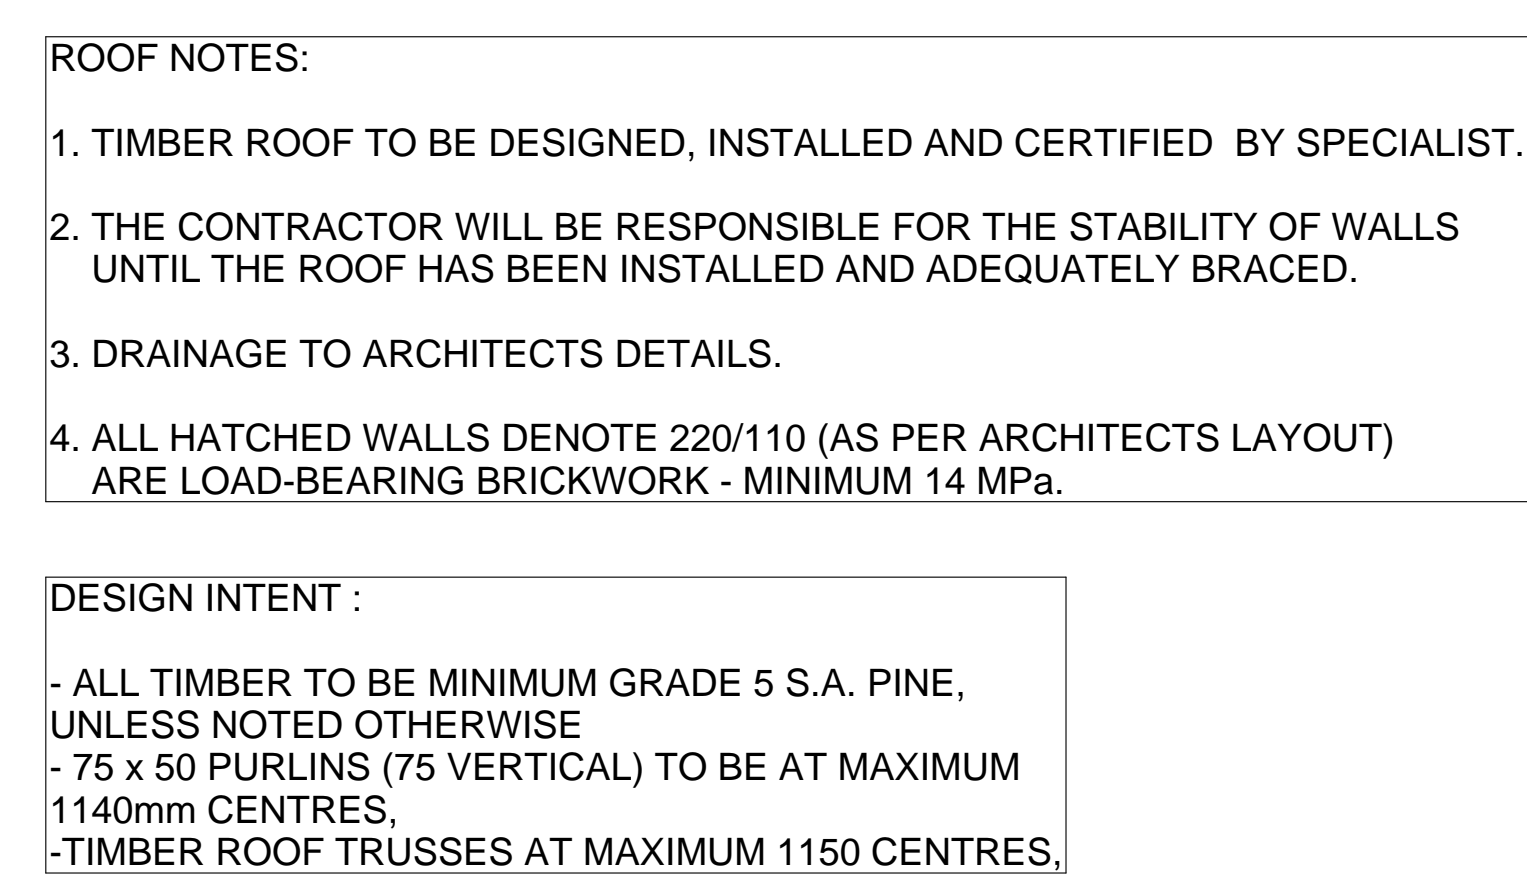 ROOF NOTES:
1. TIMBER ROOF TO BE DESIGNED, INSTALLED AND CERTIFIED  BY SPECIALIST.
2. THE CONTRACTOR WILL BE RESPONSIBLE FOR THE STABILITY OF WALLS
UNTIL THE ROOF HAS BEEN INSTALLED AND ADEQUATELY BRACED.
3. DRAINAGE TO ARCHITECTS DETAILS.
4. ALL HATCHED WALLS DENOTE 220/110 (AS PER ARCHITECTS LAYOUT)
ARE LOAD-BEARING BRICKWORK - MINIMUM 14 MPa.
DESIGN INTENT :
- ALL TIMBER TO BE MINIMUM GRADE 5 S.A. PINE,
UNLESS NOTED OTHERWISE
- 75 x 50 PURLINS (75 VERTICAL) TO BE AT MAXIMUM
1140mm CENTRES,
-TIMBER ROOF TRUSSES AT MAXIMUM 1150 CENTRES,